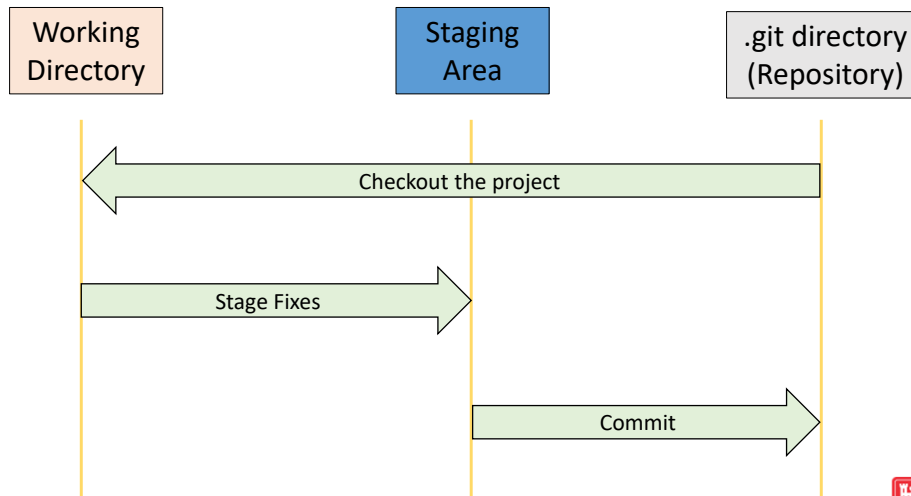 Working
Directory
Staging
Area
.git directory
(Repository)
Checkout the project
Stage Fixes
Commit